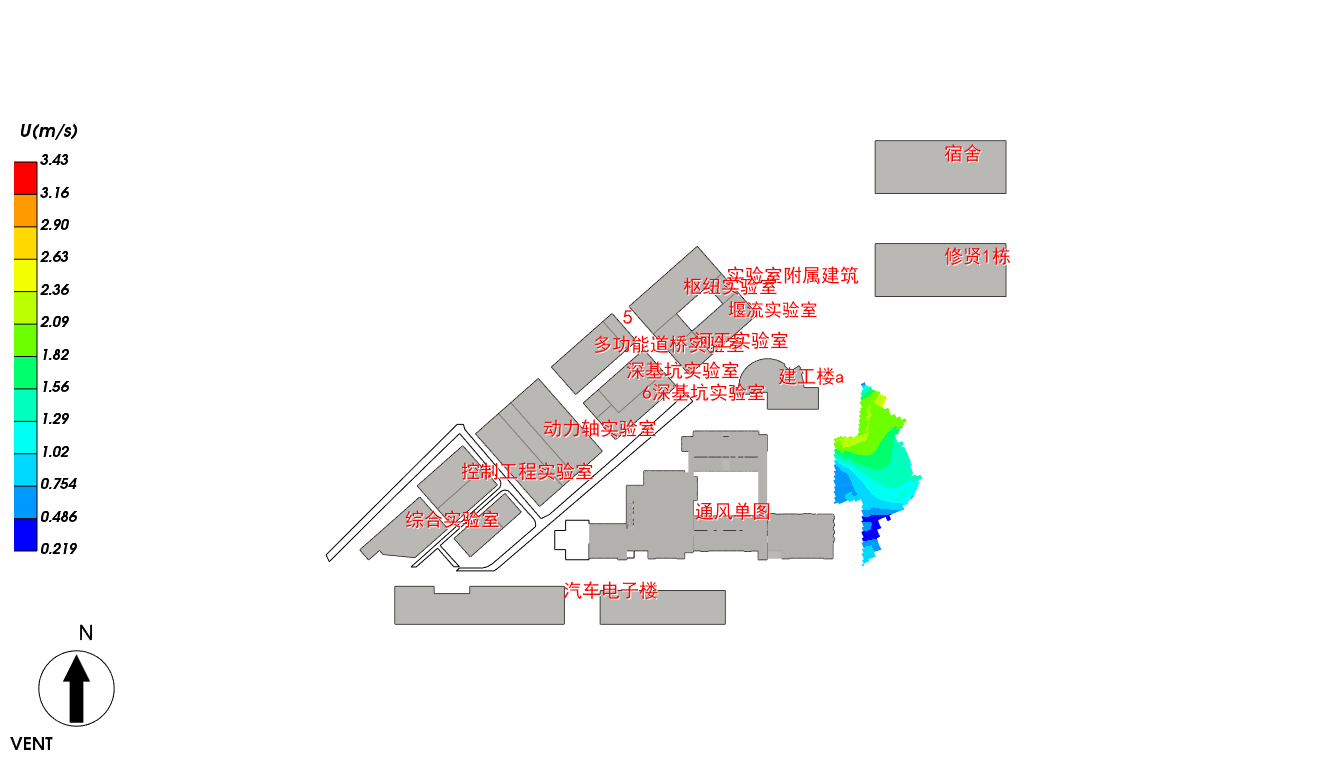 U(m/s)
3.43
3.16
2.90
2.63
2.36
2.09
1.82
1.56
1.29
1.02
0.754
0.486
0.219
宿舍
修贤1栋
实验室附属建筑
枢纽实验室
堰流实验室
5
河工实验室
多功能道桥实验室
深基坑实验室
建工楼a
6深基坑实验室
动力轴实验室
控制工程实验室
通风单图
综合实验室
汽车电子楼
N
VENT